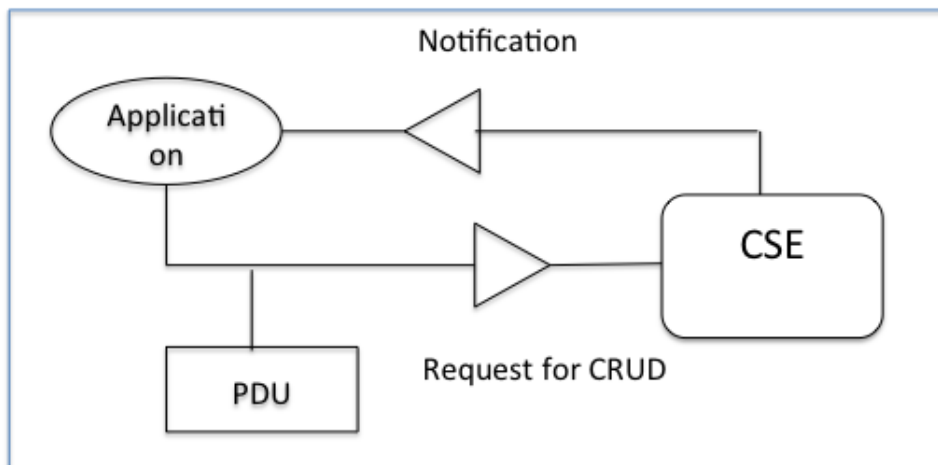 Notification
Applicati
on
CSE
Request for CRUD
PDU